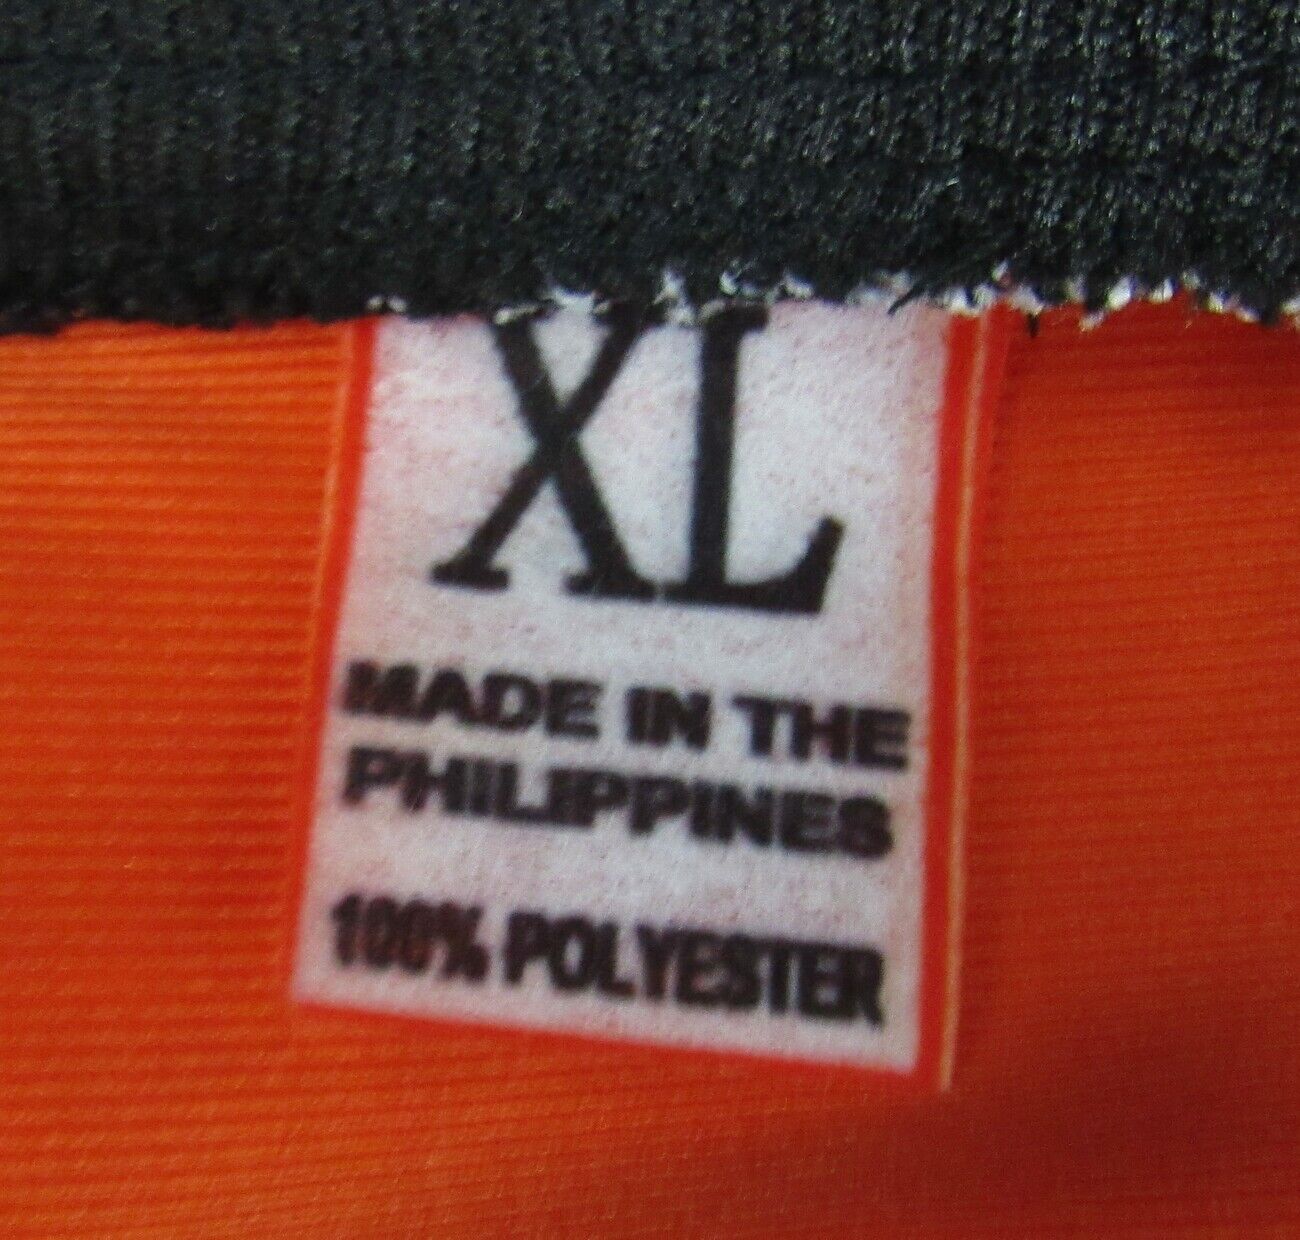 XL
MADE IN THE
PHILIPPINES
100% POLYESTER